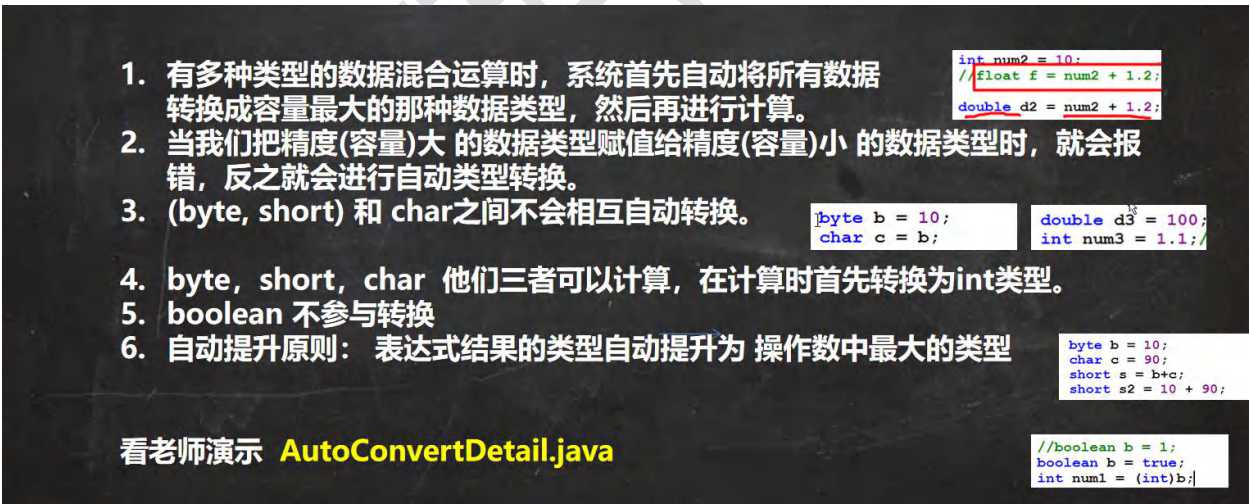 1. 有多种类型的数据混合运算时，系统首先自动将所有数据
转换成容量最大的那种数据类型，然后再进行计算。
int num2 = 10;
//float f = num2 + 1.2;
double d2 = num2 + 1.2;
2. 当我们把精度(容量)大 的数据类型赋值给精度(容量)小 的数据类型时，就会报
错，反之就会进行自动类型转换。
3. (byte, short) 和 char之间不会相互自动转换。
byte b = 10;
char c = b;
double d3 = 100;
int num3 = 1.1;/
4. byte，short，char 他们三者可以计算，在计算时首先转换为int类型。
5. boolean 不参与转换
6. 自动提升原则： 表达式结果的类型自动提升为 操作数中最大的类型
byte b = 10;
char c = 90;
short s = b+c;
short s2 = 10 + 90;
看老师演示 AutoConvertDetail.java
//boolean b = 1;
boolean b = true;
int num1 = (int)b;